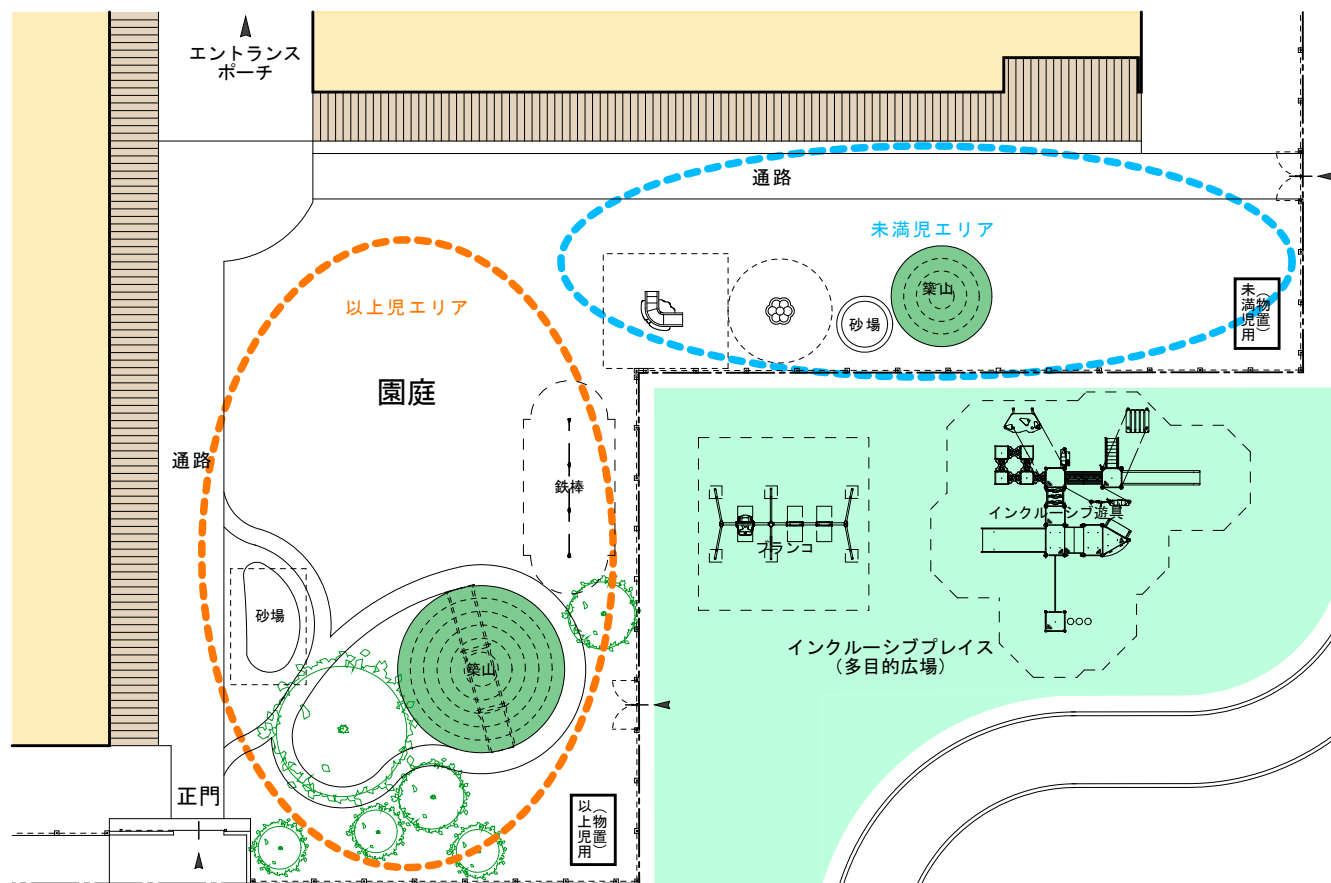 エントランス
ポーチ
通路
未満児エリア
築山
砂場
未満児用
（物置）
以上児エリア
園庭
通路
鉄棒
砂場
築山
ブランコ
インクルーシブ遊具
インクルーシブプレイス
（多目的広場）
正門
以上児用
（物置）